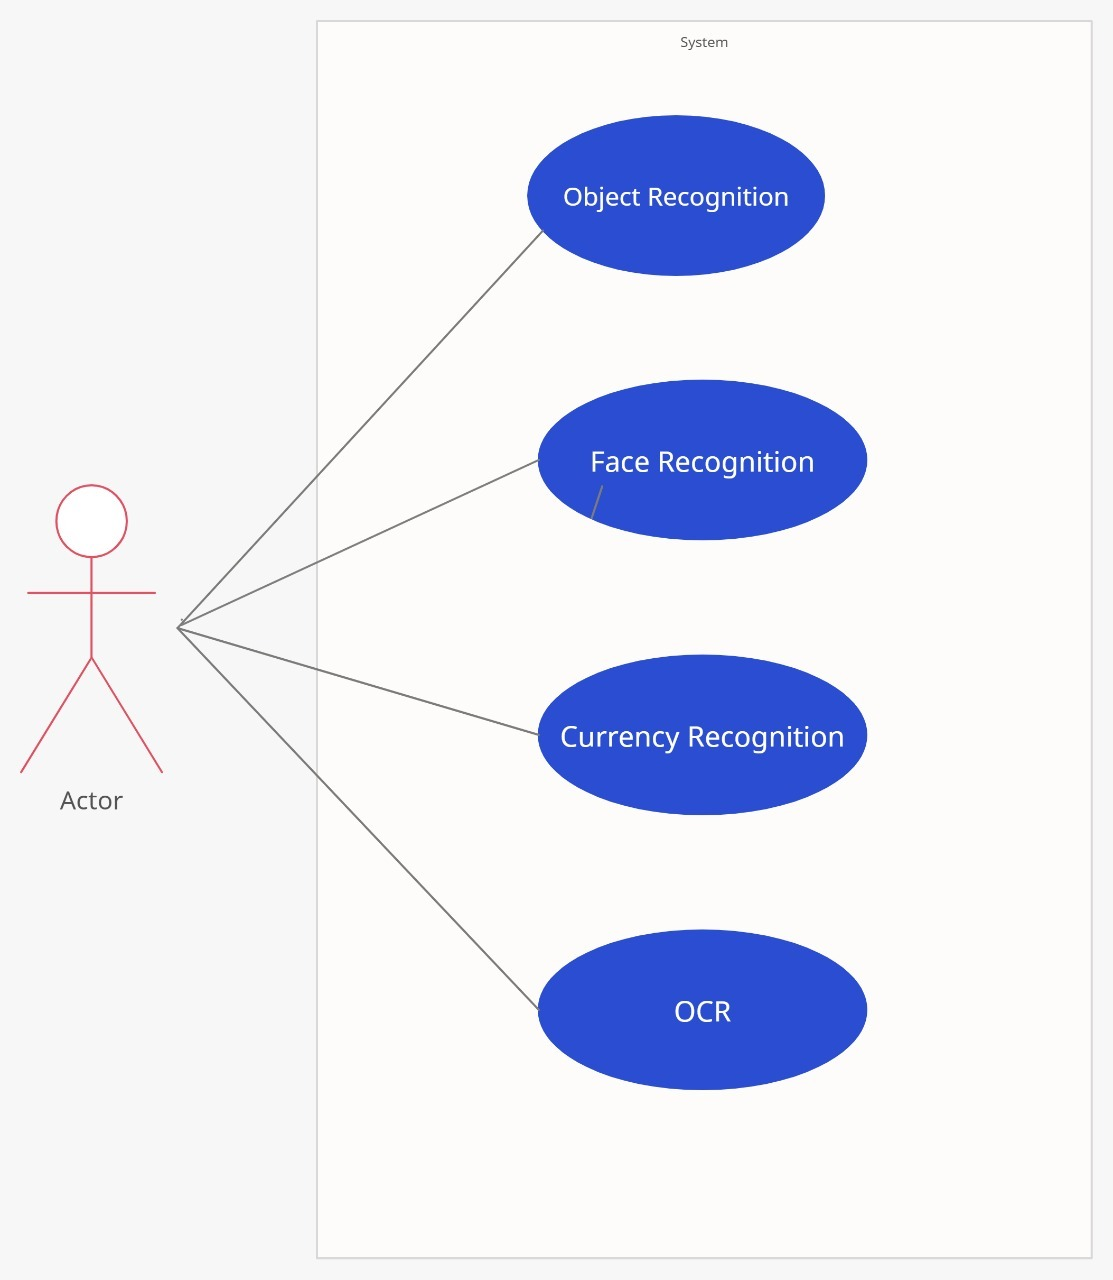 System
Object Recognition
Face Recognition
Currency Recognition
Actor
OCR